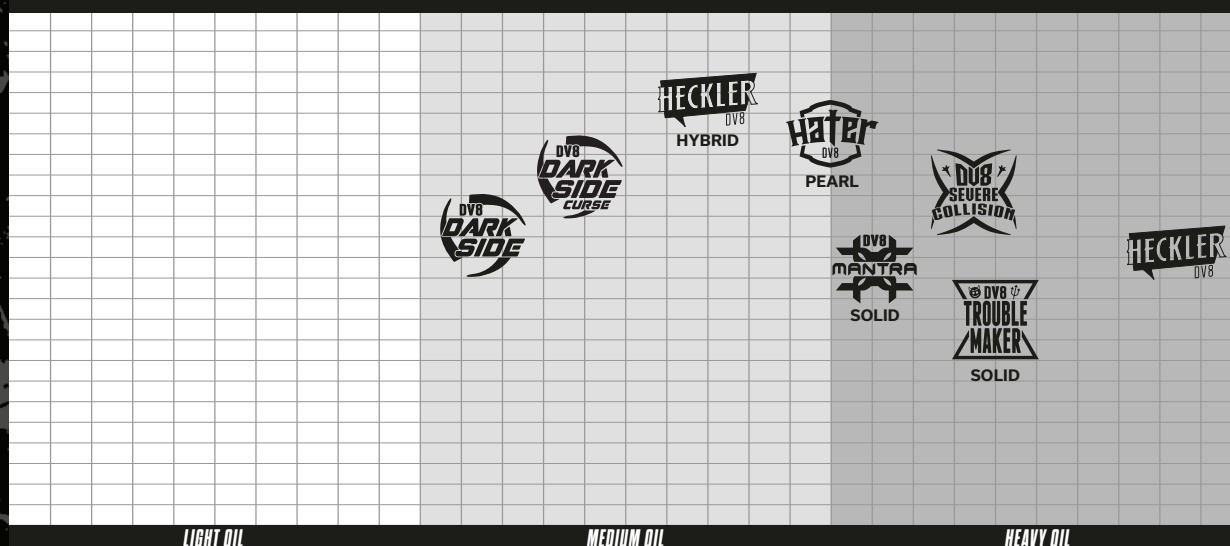 HECKLER
DV8
HYBRID
Hater
DV8
PEARL
DV8
DARK
SIDE
CURSE
DV8
SEVERE
COLLISION
DV8
DARK
SIDE
DV8
MANTRA
SOLID
HECKLER
DV8
DV8
TROUBLE
MAKER
SOLID
LIGHT OIL
MEDIUM OIL
HEAVY OIL